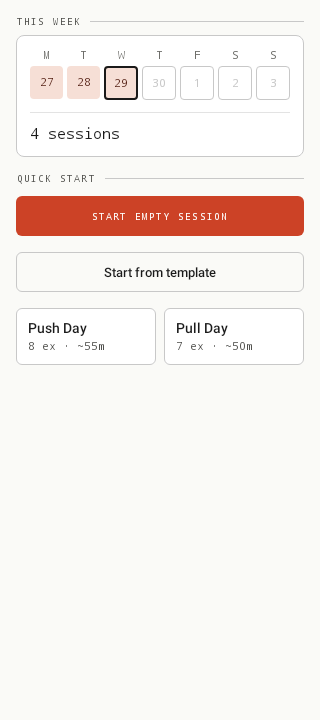 THIS WEEK
M T W T F S S
27 28 29 30 1 2 3
4 sessions
QUICK START
START EMPTY SESSION
Start from template
Push Day Pull Day
8 ex · ~55m 7 ex · ~50m